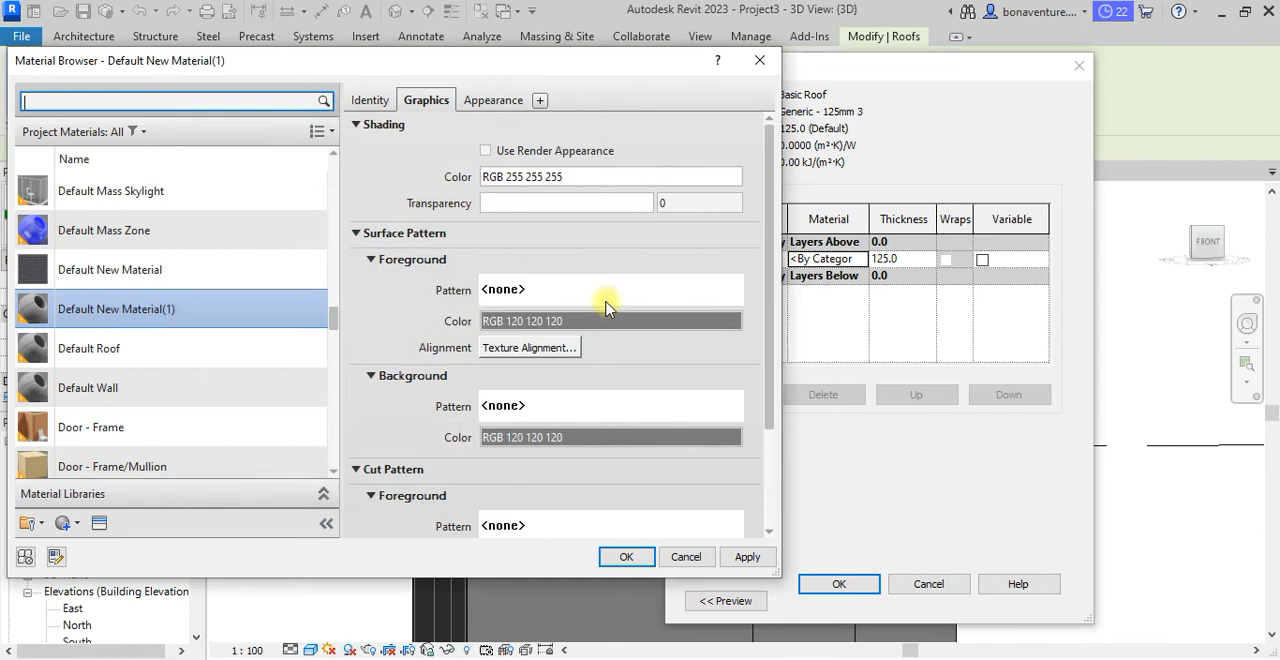 Autodesk Revit 2023 - Project3 - 3D View: {3D}
bonaventure....
22
File Architecture Structure Steel Precast Systems Insert Annotate Analyze Massing & Site Collaborate View Manage Add-Ins Modify | Roofs
Material Browser - Default New Material(1)
?
Identity Graphics Appearance
Project Materials: All
Name
Default Mass Skylight
Default Mass Zone
Default New Material
Default New Material(1)
Default Roof
Default Wall
Door - Frame
Door - Frame/Mullion
Material Libraries
Shading
Use Render Appearance
Color RGB 255 255 255
Transparency 0
Surface Pattern
Foreground
Pattern <none>
Color RGB 120 120 120
Alignment Texture Alignment...
Background
Pattern <none>
Color RGB 120 120 120
Cut Pattern
Foreground
Pattern <none>
OK Cancel Apply
Basic Roof
Generic - 125mm 3
125.0 (Default)
0.0000 (m²·K)/W
0.00 kJ/(m²·K)
Material Thickness Wraps Variable
Layers Above 0.0
<By Categor 125.0
Layers Below 0.0
Delete Up Down
OK Cancel Help
<< Preview
FRONT
Elevations (Building Elevation
East
North
South
1 : 100